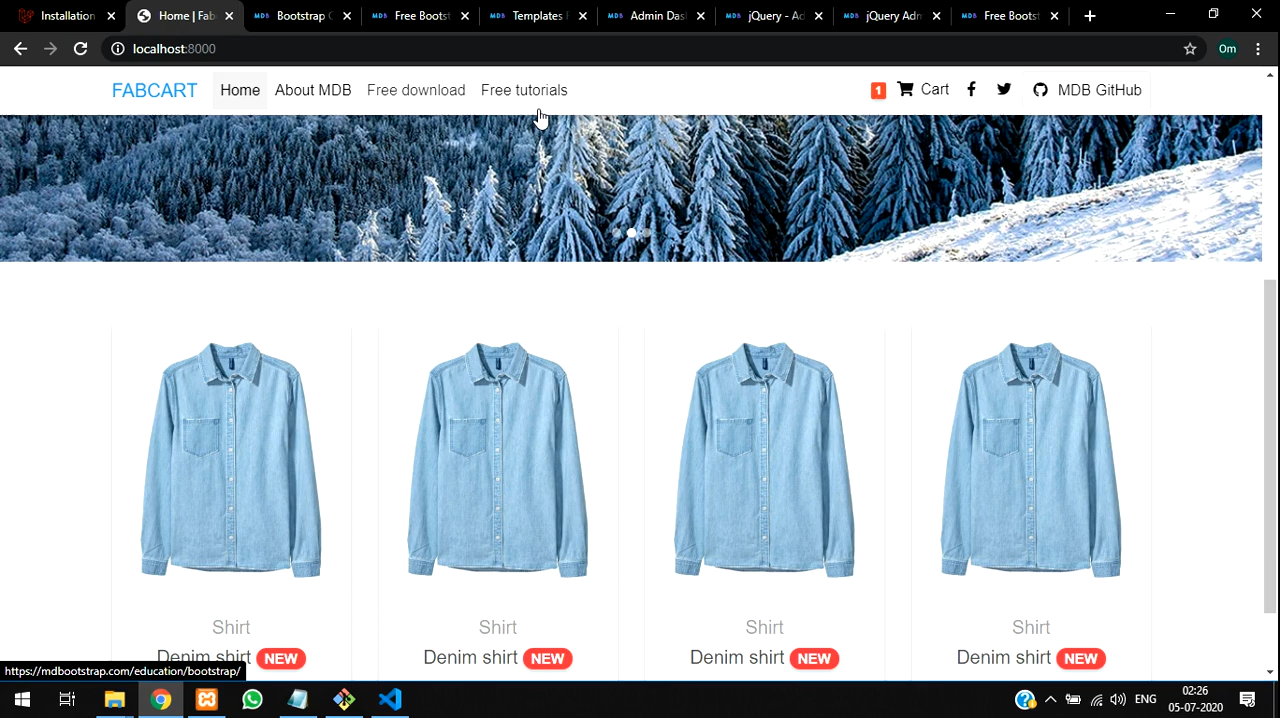 Installation
Home | Fab
Bootstrap
Free Bootst
Templates
Admin Das
jQuery - Ad
jQuery Adm
Free Bootst
localhost:8000
Om
FABCART
Home
About MDB
Free download
Free tutorials
1
Cart
MDB GitHub
Shirt
Shirt
Shirt
Shirt
Denim shirt NEW
Denim shirt NEW
Denim shirt NEW
Denim shirt NEW
https://mdbootstrap.com/education/bootstrap/
ENG
02:26
05-07-2020